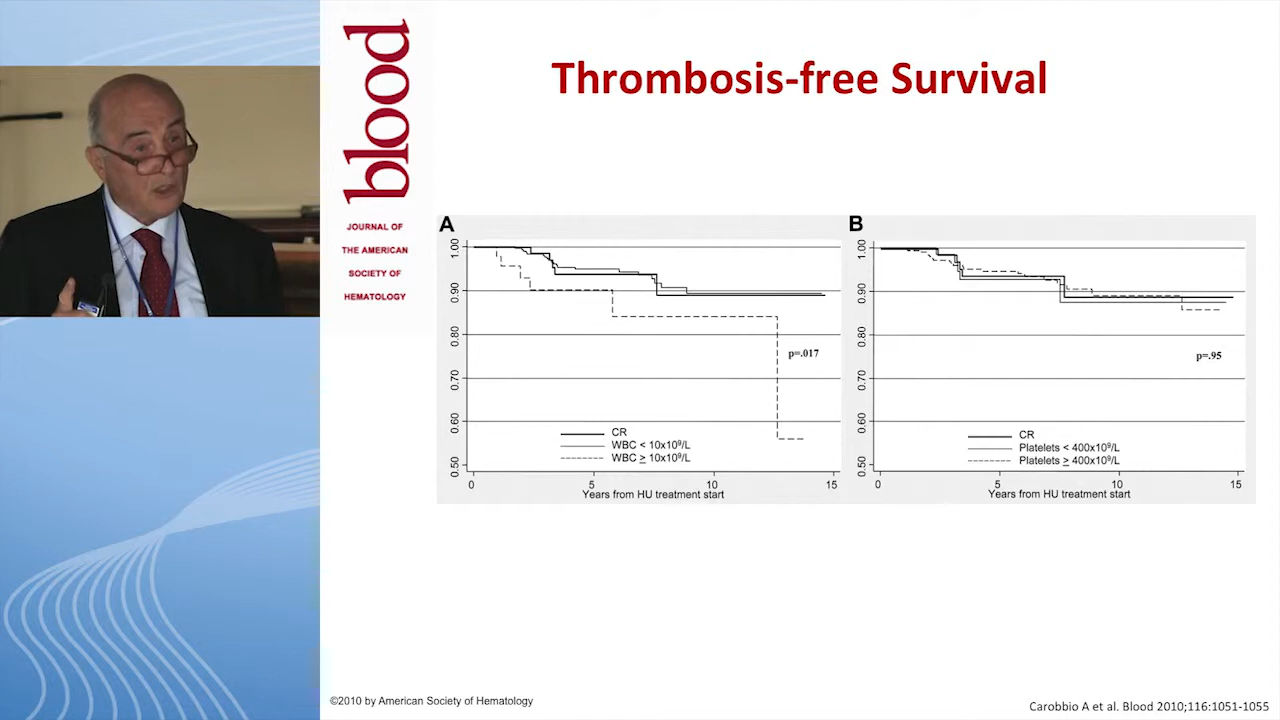 Thrombosis-free Survival
blood
JOURNAL OF
THE AMERICAN
SOCIETY OF
HEMATOLOGY
A
1.00
0.90
0.80
0.70
0.60
0.50
p=.017
CR
WBC < 10x10⁹/L
WBC ≥ 10x10⁹/L
0
5
10
15
Years from HU treatment start
B
1.00
0.90
0.80
0.70
0.60
0.50
p=.95
CR
Platelets < 400x10⁹/L
Platelets ≥ 400x10⁹/L
0
5
10
15
Years from HU treatment start
©2010 by American Society of Hematology
Carobbio A et al. Blood 2010;116:1051-1055